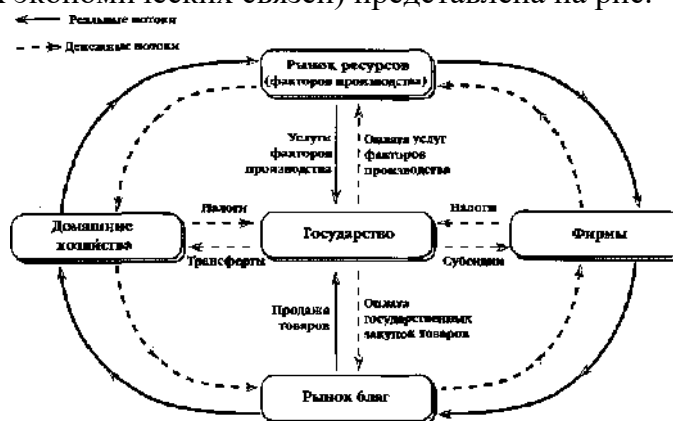 экономических связей) представлена на рис.
Реальные потоки
Денежные потоки
Рынок ресурсов
(факторов производства)
Услуги
факторов
производства
Оплата услуг
факторов
производства
Налоги
Налоги
Домашние
хозяйства
Государство
Фирмы
Трансферты
Субсидии
Продажа
товаров
Оплата
государственных
закупок товаров
Рынок благ